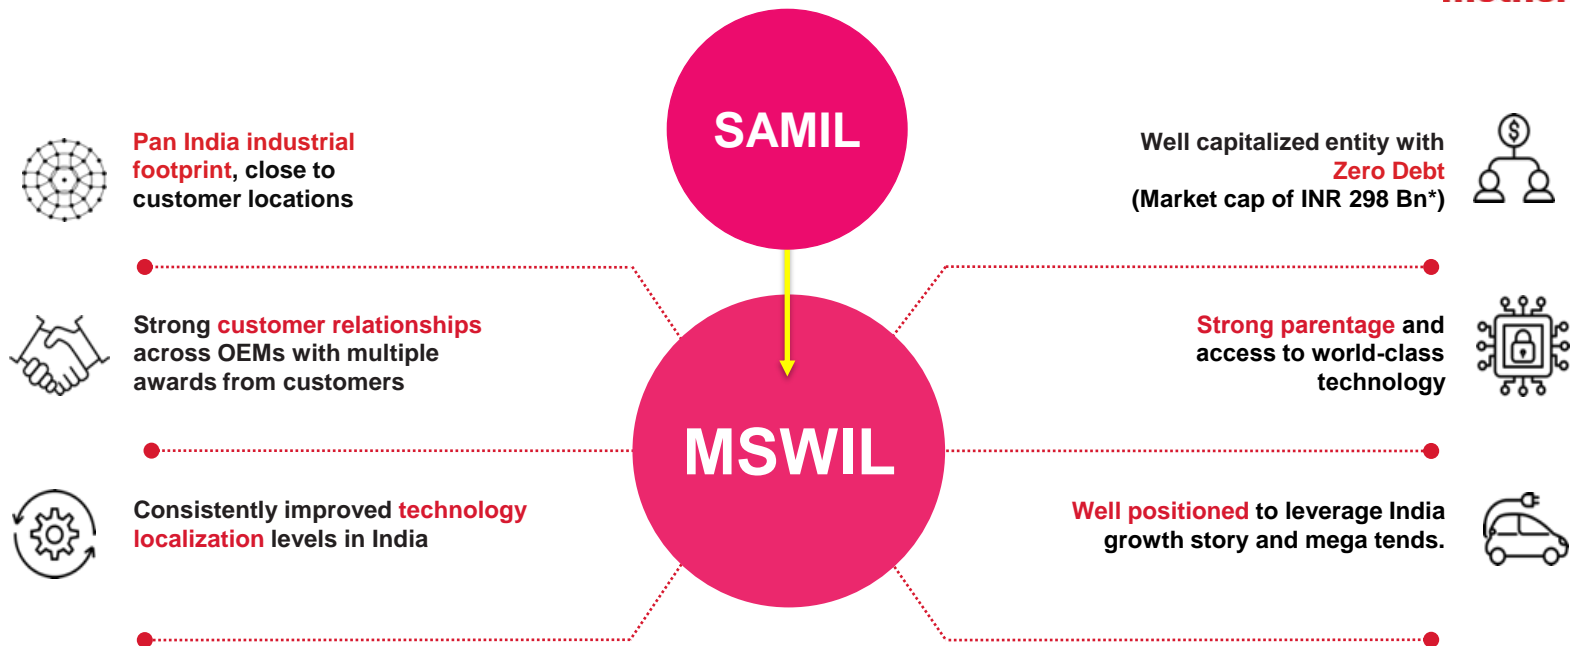 SAMIL
Pan India industrial
footprint, close to
customer locations
Strong customer relationships
across OEMs with multiple
awards from customers
Consistently improved technology
localization levels in India
MSWIL
Well capitalized entity with
Zero Debt
(Market cap of INR 298 Bn*)
Strong parentage and
access to world-class
technology
Well positioned to leverage India
growth story and mega tends.